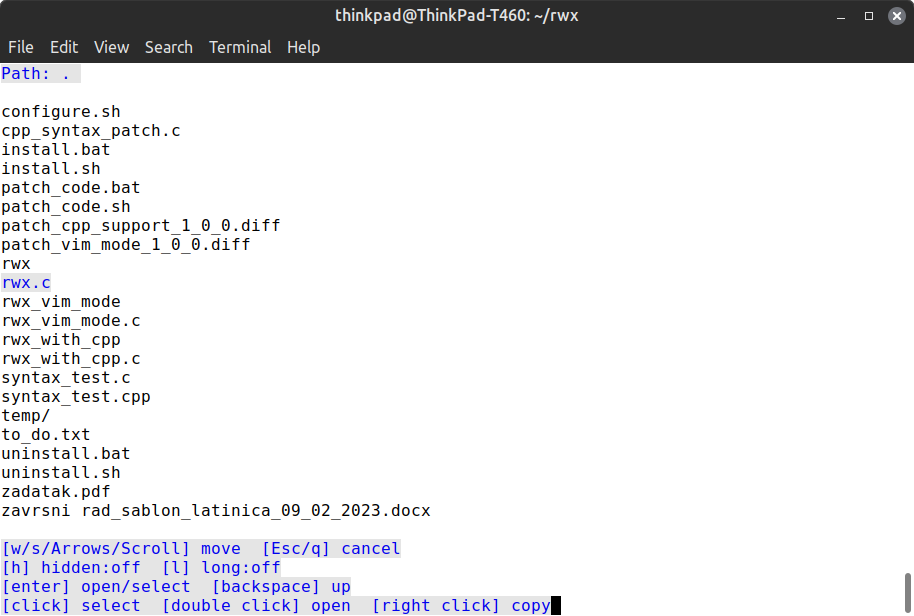 thinkpad@ThinkPad-T460: ~/rwx
File Edit View Search Terminal Help
Path: .
configure.sh
cpp_syntax_patch.c
install.bat
install.sh
patch_code.bat
patch_code.sh
patch_cpp_support_1_0_0.diff
patch_vim_mode_1_0_0.diff
rwx
rwx.c
rwx_vim_mode
rwx_vim_mode.c
rwx_with_cpp
rwx_with_cpp.c
syntax_test.c
syntax_test.cpp
temp/
to_do.txt
uninstall.bat
uninstall.sh
zadatak.pdf
zavrsni rad_sablon_latinica_09_02_2023.docx
[w/s/Arrows/Scroll] move  [Esc/q] cancel
[h] hidden:off  [l] long:off
[enter] open/select  [backspace] up
[click] select  [double click] open  [right click] copy